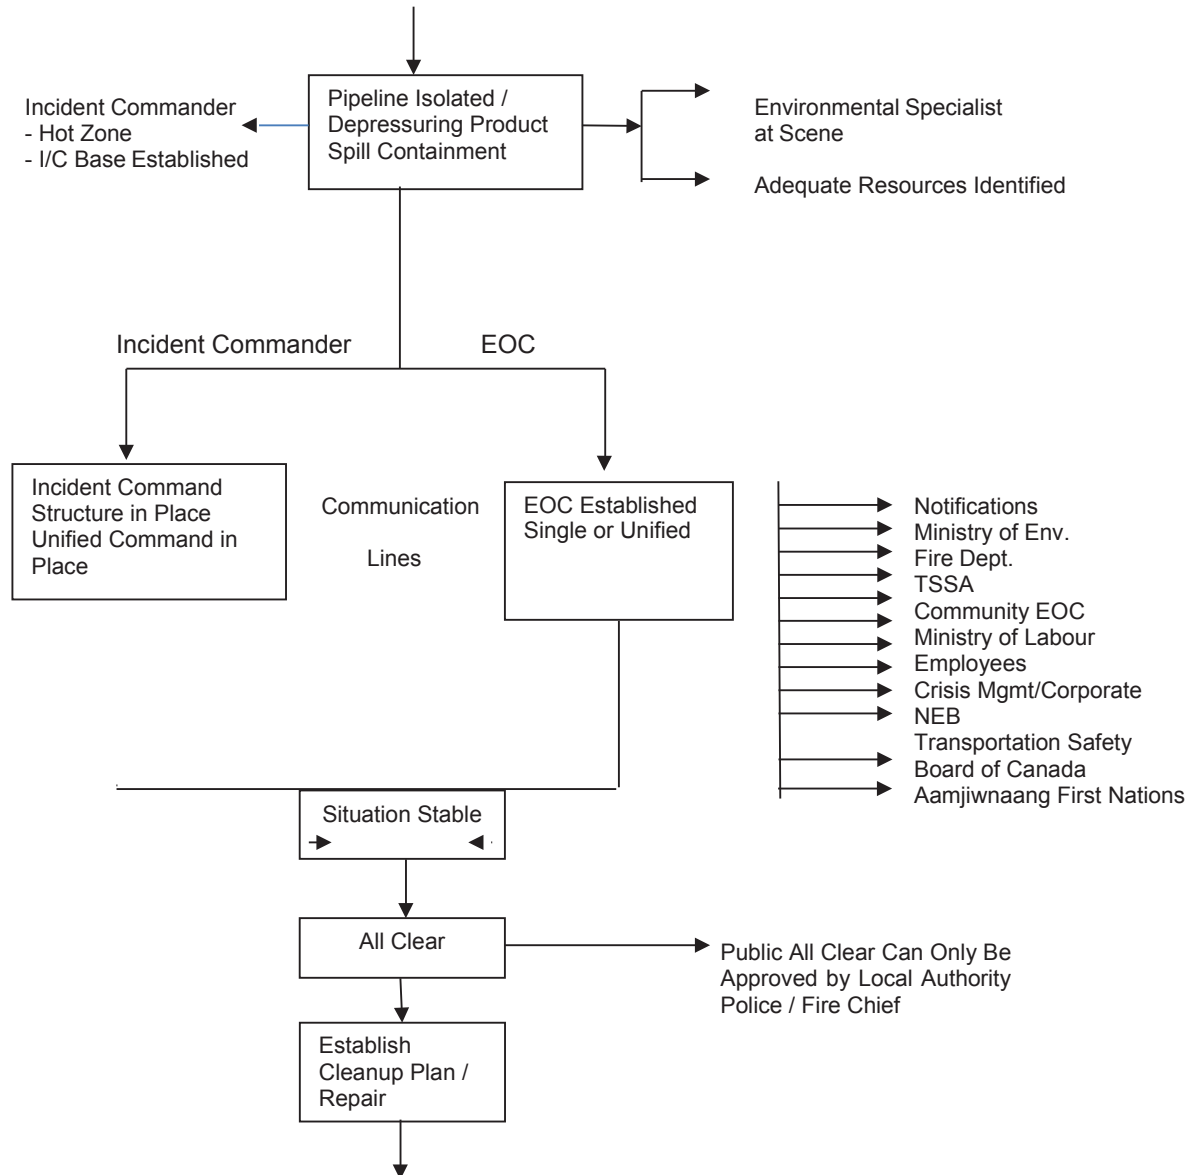 Incident Commander
- Hot Zone
- I/C Base Established
Pipeline Isolated /
Depressuring Product
Spill Containment
Environmental Specialist
at Scene
Adequate Resources Identified
Incident Commander
EOC
Incident Command
Structure in Place
Unified Command in
Place
Communication
Lines
EOC Established
Single or Unified
Notifications
Ministry of Env.
Fire Dept.
TSSA
Community EOC
Ministry of Labour
Employees
Crisis Mgmt/Corporate
NEB
Transportation Safety
Board of Canada
Aamjiwnaang First Nations
Situation Stable
All Clear
Public All Clear Can Only Be
Approved by Local Authority
Police / Fire Chief
Establish
Cleanup Plan /
Repair